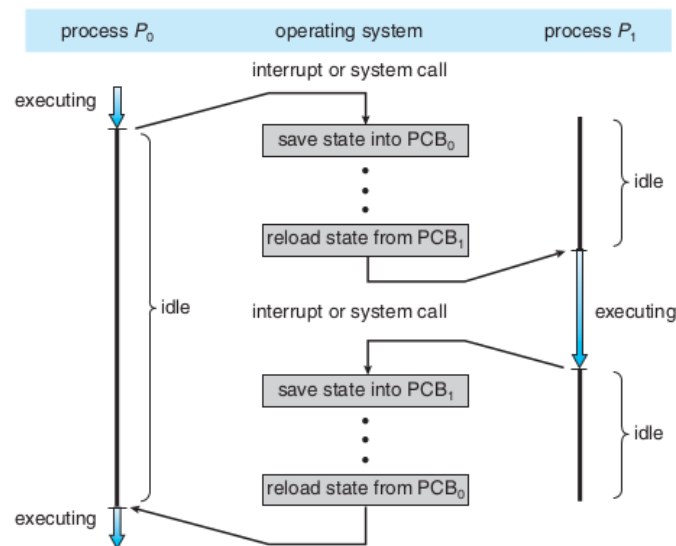 process P₀ operating system process P₁
interrupt or system call
executing
save state into PCB₀
idle
reload state from PCB₁
idle
interrupt or system call
executing
save state into PCB₁
idle
reload state from PCB₀
executing